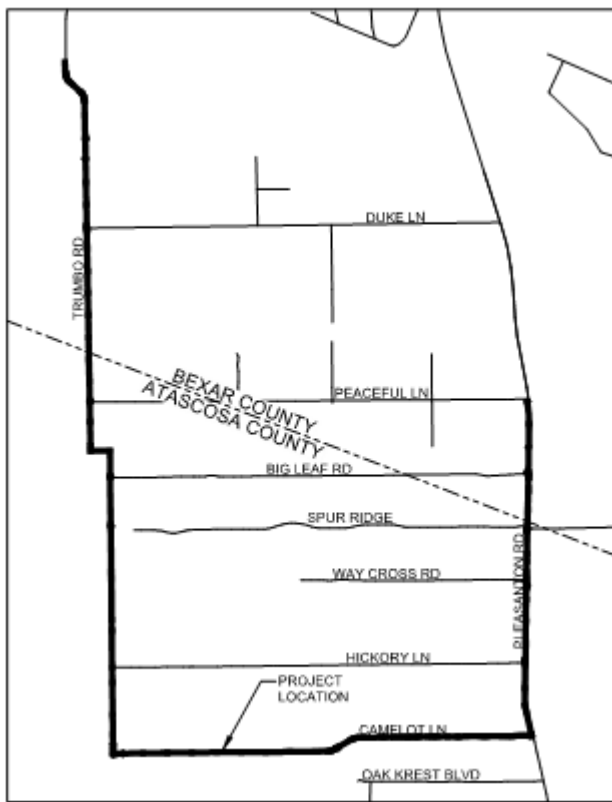 DUKE LN
TRUMBO RD
BEXAR COUNTY
ATASCOSA COUNTY
PEACEFUL LN
BIG LEAF RD
SPUR RIDGE
PLEASANTON RD
WAY CROSS RD
HICKORY LN
PROJECT
LOCATION
CAMELOT LN
OAK KREST BLVD